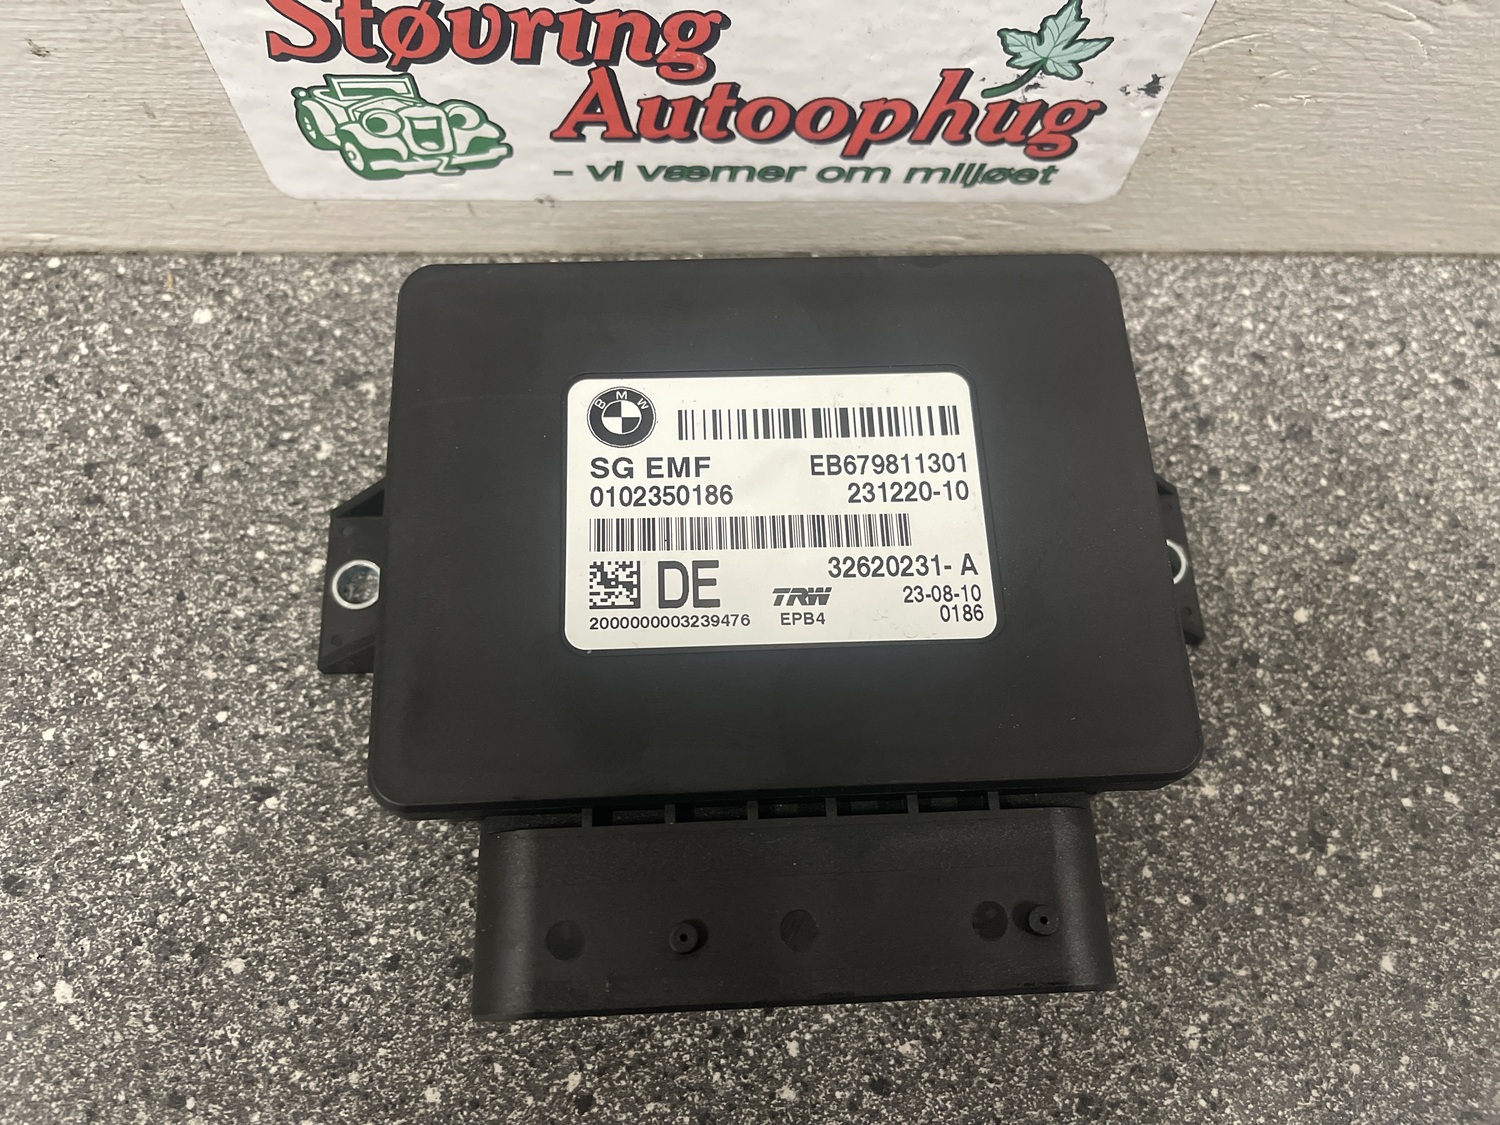 Støvring
Autoophug
- vi værner om miljøet
BMW
SG EMF EB679811301
0102350186 231220-10
32620231- A
DE TRW 23-08-10
2000000003239476 EPB4 0186